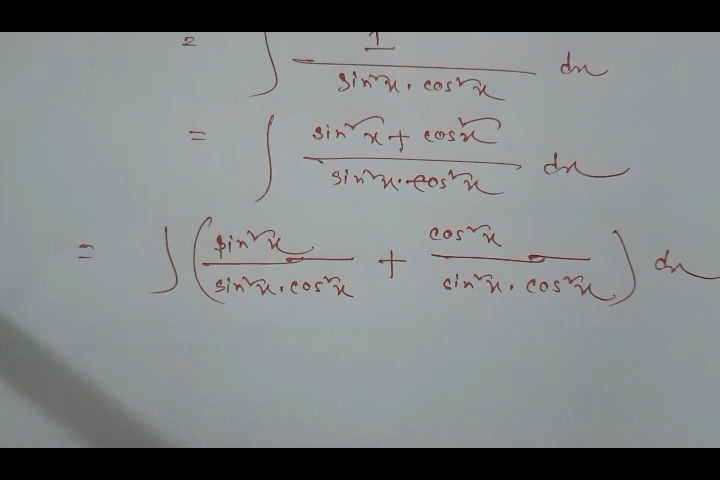 = ∫ 1 / (sin²x · cos²x) dx
= ∫ (sin²x + cos²x) / (sin²x · cos²x) dx
= ∫ ( sin²x / (sin²x · cos²x) + cos²x / (sin²x · cos²x) ) dx